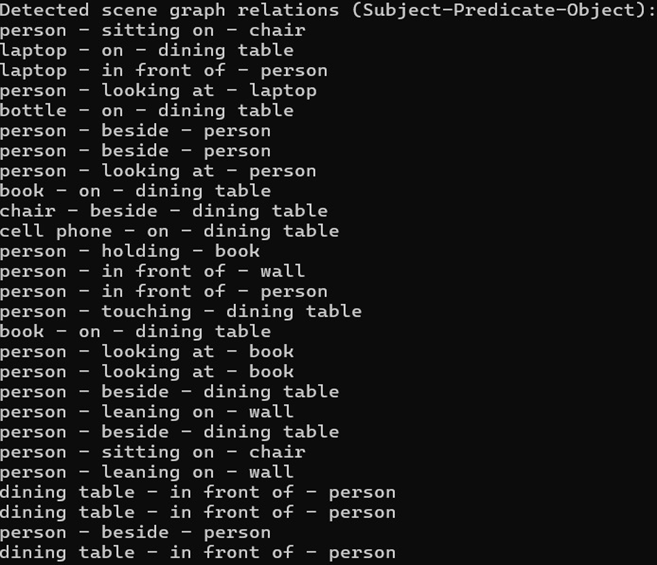 Detected scene graph relations (Subject-Predicate-Object):
person - sitting on - chair
laptop - on - dining table
laptop - in front of - person
person - looking at - laptop
bottle - on - dining table
person - beside - person
person - beside - person
person - looking at - person
book - on - dining table
chair - beside - dining table
cell phone - on - dining table
person - holding - book
person - in front of - wall
person - in front of - person
person - touching - dining table
book - on - dining table
person - looking at - book
person - looking at - book
person - beside - dining table
person - leaning on - wall
person - beside - dining table
person - sitting on - chair
person - leaning on - wall
dining table - in front of - person
dining table - in front of - person
person - beside - person
dining table - in front of - person